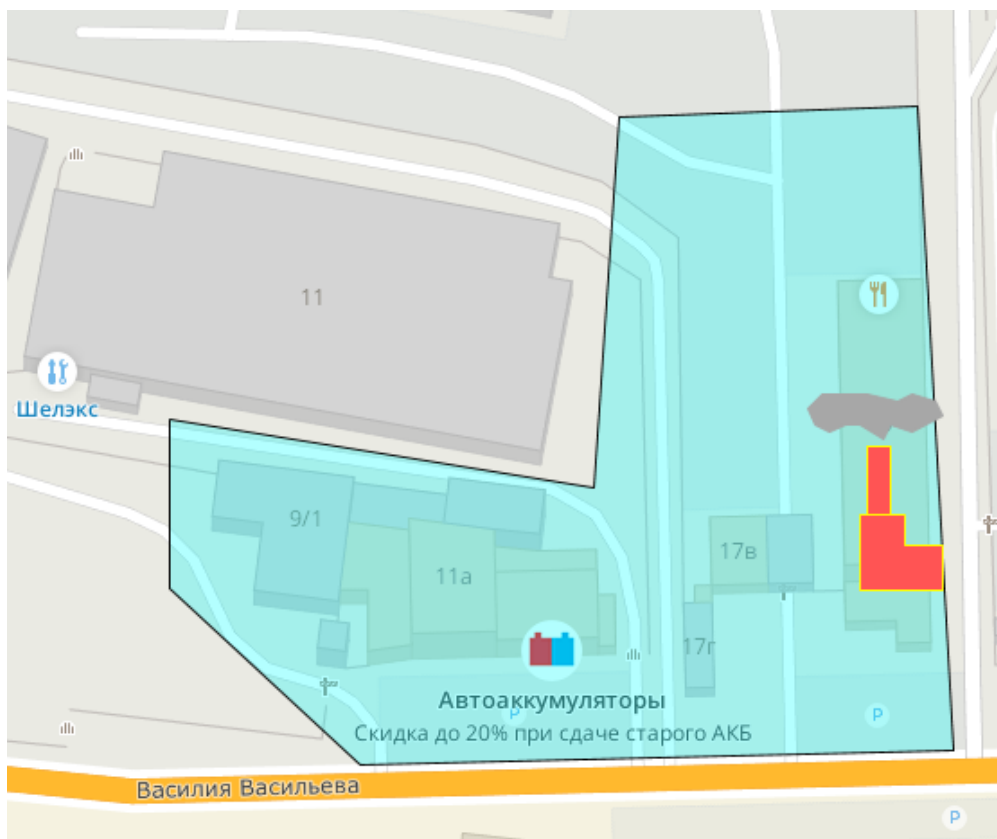 11
Шелэкс
9/1
11а
17в
17г
Автоаккумуляторы
P
Скидка до 20% при сдаче старого АКБ
P
Василия Васильева
P